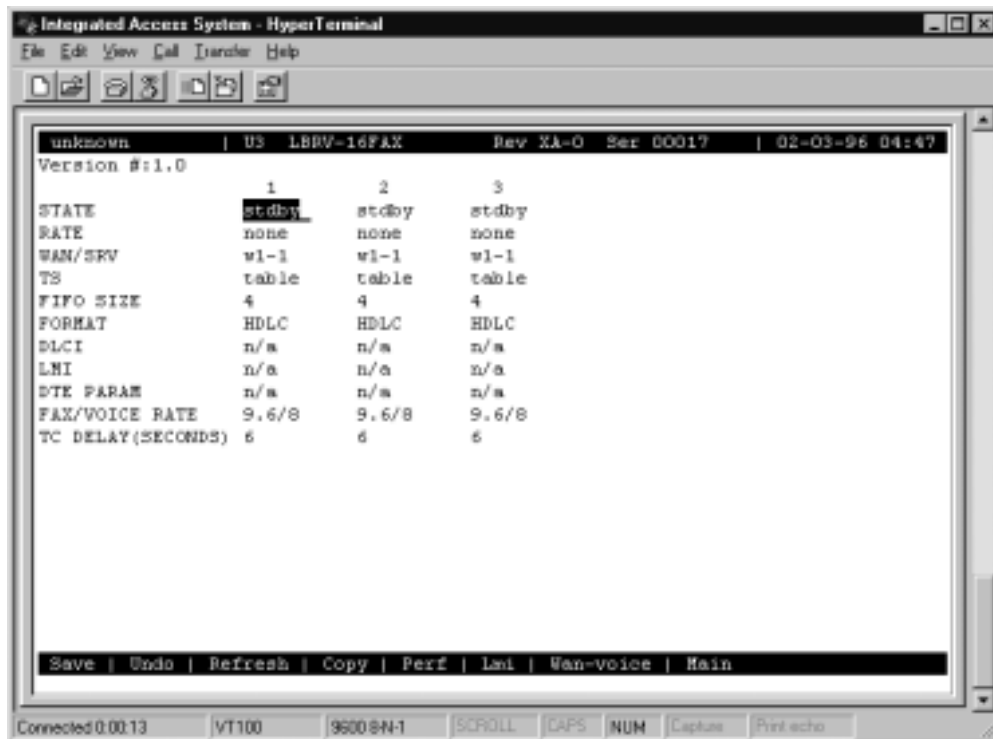 Integrated Access System - HyperTerminal
File Edit View Call Transfer Help
unknown | U3 LBRV-16FAX Rev XA-0 Ser 00017 | 02-03-96 04:47
Version #:1.0
1 2 3
STATE stdby stdby stdby
RATE none none none
WAN/SRV w1-1 w1-1 w1-1
TS table table table
FIFO SIZE 4 4 4
FORMAT HDLC HDLC HDLC
DLCI n/a n/a n/a
LMI n/a n/a n/a
DTE PARAM n/a n/a n/a
FAX/VOICE RATE 9.6/8 9.6/8 9.6/8
TC DELAY(SECONDS) 6 6 6
Save | Undo | Refresh | Copy | Perf | Lmi | Wan-voice | Main
Connected 0:00:13 VT100 9600 8-N-1 SCROLL CAPS NUM Capture Print echo